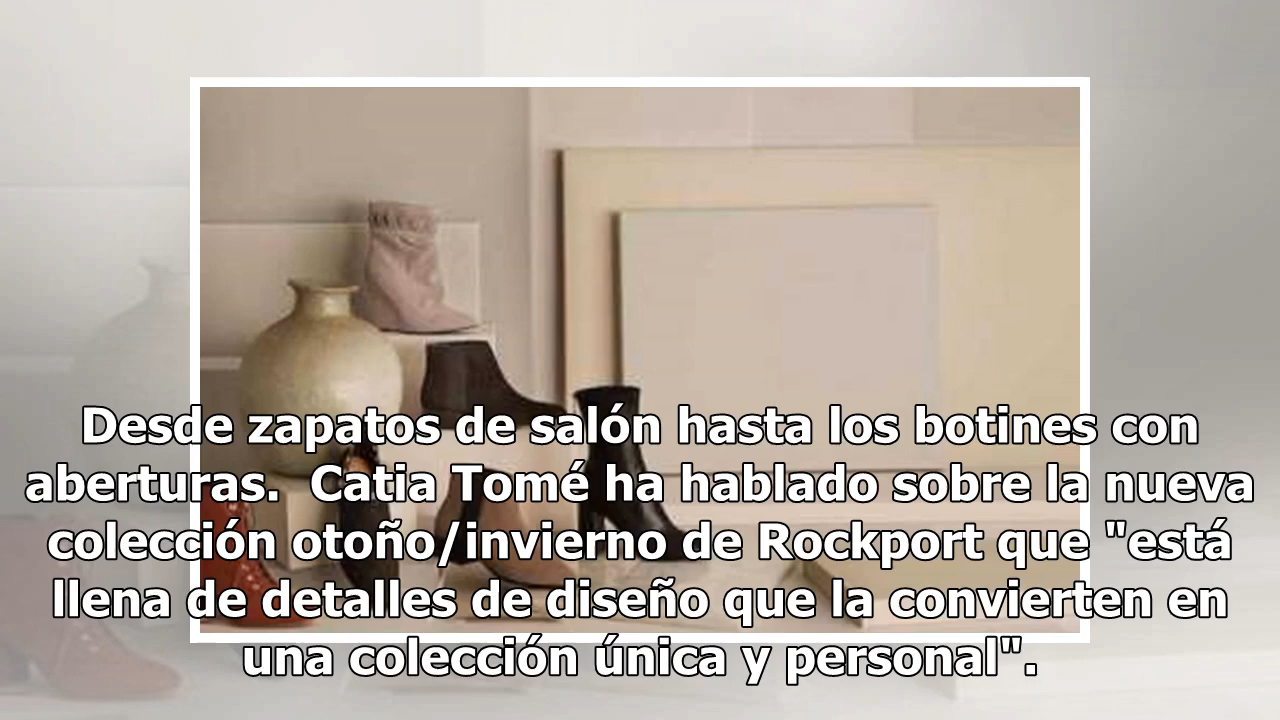 Desde zapatos de salón hasta los botines con
aberturas.  Catia Tomé ha hablado sobre la nueva
colección otoño/invierno de Rockport que "está
llena de detalles de diseño que la convierten en
una colección única y personal".